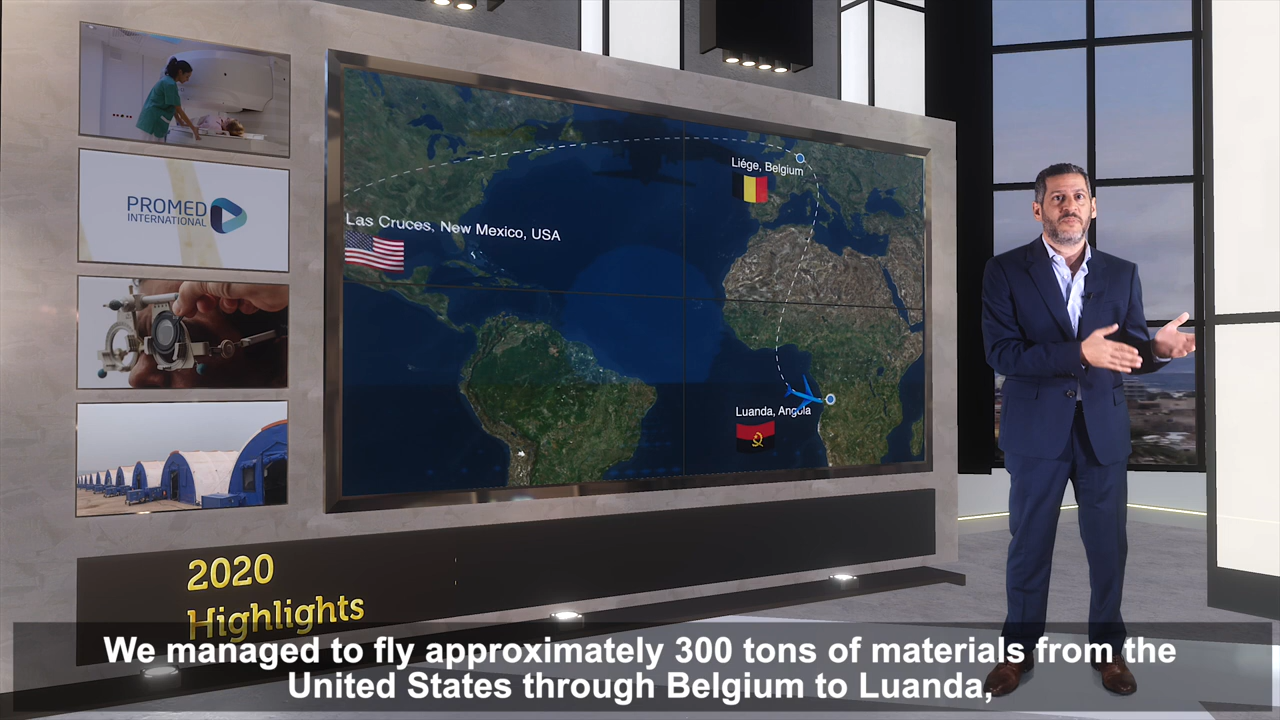 PROMED
INTERNATIONAL
Liége, Belgium
Las Cruces, New Mexico, USA
Luanda, Angola
2020
Highlights
We managed to fly approximately 300 tons of materials from the
United States through Belgium to Luanda,